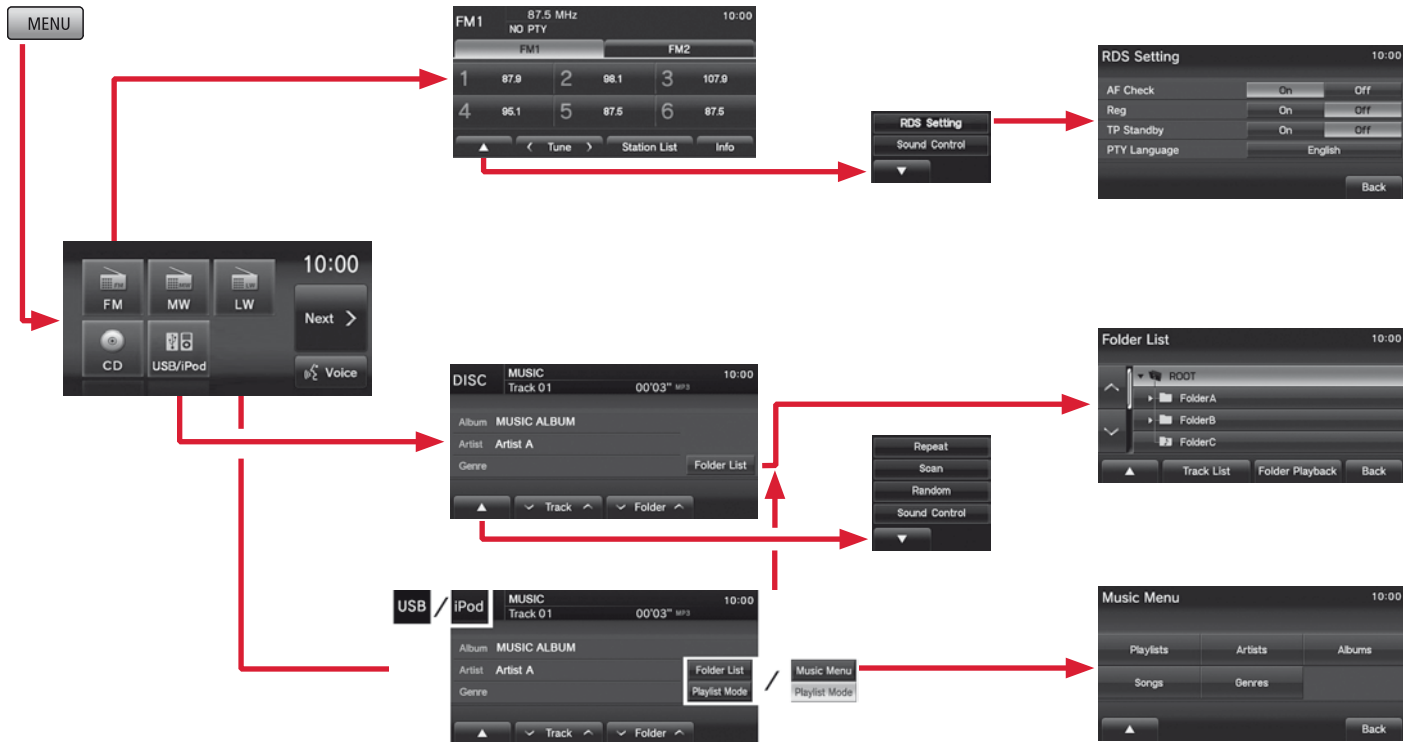 MENU
FM1 87.5 MHz 10:00
NO PTY
FM1 FM2
1 87.9 2 98.1 3 107.9
4 95.1 5 87.5 6 87.5
▲ < Tune > Station List Info
RDS Setting
Sound Control
▼
RDS Setting 10:00
AF Check On Off
Reg On Off
TP Standby On Off
PTY Language English
Back
10:00
FM MW LW
Next >
CD USB/iPod
Voice
DISC MUSIC 10:00
Track 01 00'03" MP3
Album MUSIC ALBUM
Artist Artist A
Genre Folder List
▲ Track Folder
Repeat
Scan
Random
Sound Control
▼
Folder List 10:00
ROOT
FolderA
FolderB
FolderC
▲ Track List Folder Playback Back
USB / iPod MUSIC 10:00
Track 01 00'03" MP3
Album MUSIC ALBUM
Artist Artist A Folder List / Music Menu
Genre Playlist Mode Playlist Mode
▲ Track Folder
Music Menu 10:00
Playlists Artists Albums
Songs Genres
▲ Back